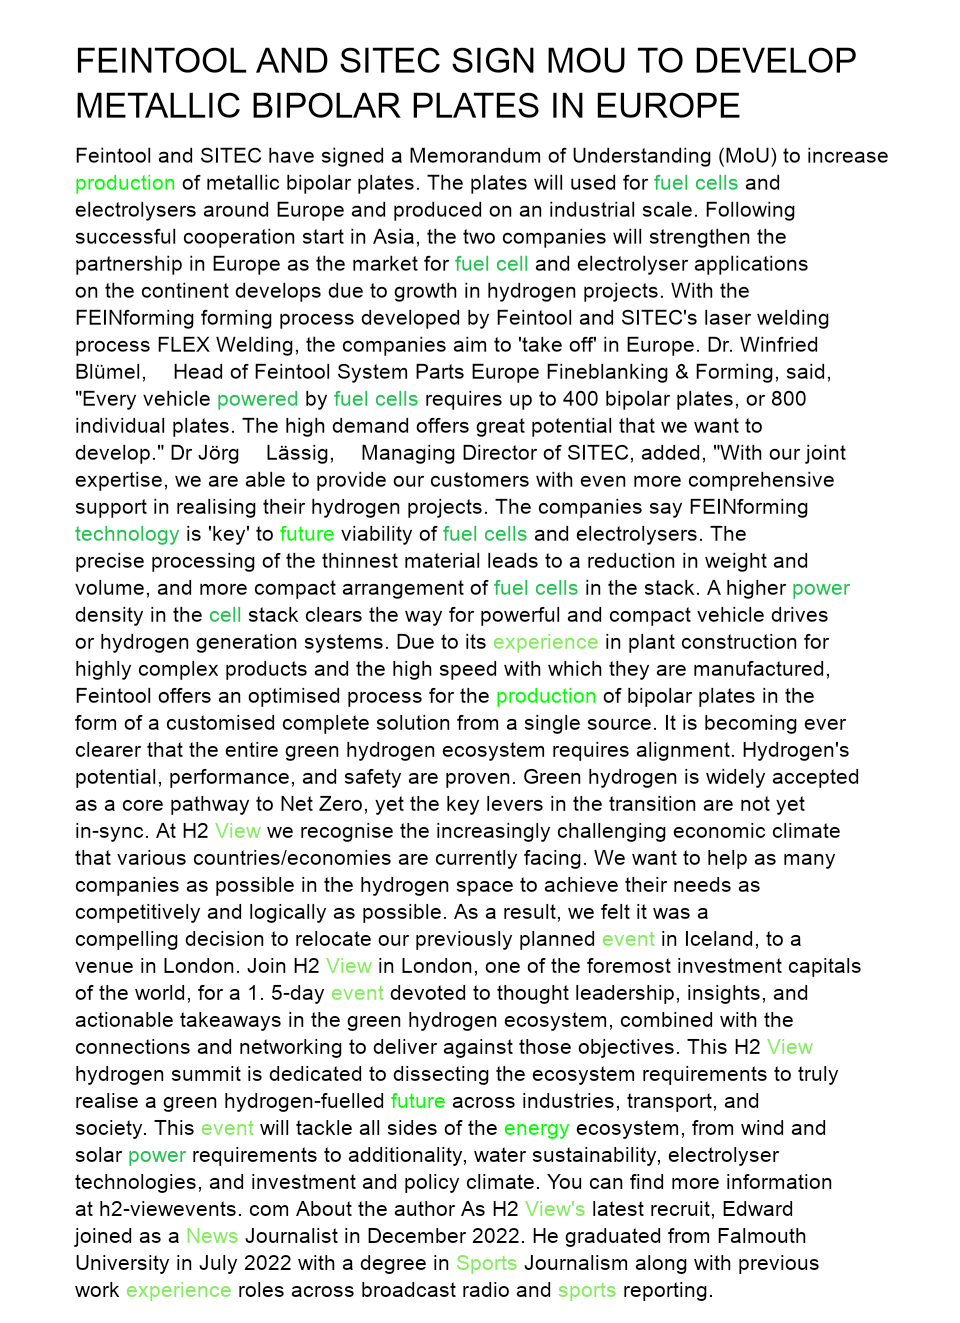 FEINTOOL AND SITEC SIGN MOU TO DEVELOP
METALLIC BIPOLAR PLATES IN EUROPE
Feintool and SITEC have signed a Memorandum of Understanding (MoU) to increase
production of metallic bipolar plates. The plates will used for fuel cells and
electrolysers around Europe and produced on an industrial scale. Following
successful cooperation start in Asia, the two companies will strengthen the
partnership in Europe as the market for fuel cell and electrolyser applications
on the continent develops due to growth in hydrogen projects. With the
FEINforming forming process developed by Feintool and SITEC's laser welding
process FLEX Welding, the companies aim to 'take off' in Europe. Dr. Winfried
Blümel, Head of Feintool System Parts Europe Fineblanking & Forming, said,
"Every vehicle powered by fuel cells requires up to 400 bipolar plates, or 800
individual plates. The high demand offers great potential that we want to
develop." Dr Jörg Lässig, Managing Director of SITEC, added, "With our joint
expertise, we are able to provide our customers with even more comprehensive
support in realising their hydrogen projects. The companies say FEINforming
technology is 'key' to future viability of fuel cells and electrolysers. The
precise processing of the thinnest material leads to a reduction in weight and
volume, and more compact arrangement of fuel cells in the stack. A higher power
density in the cell stack clears the way for powerful and compact vehicle drives
or hydrogen generation systems. Due to its experience in plant construction for
highly complex products and the high speed with which they are manufactured,
Feintool offers an optimised process for the production of bipolar plates in the
form of a customised complete solution from a single source. It is becoming ever
clearer that the entire green hydrogen ecosystem requires alignment. Hydrogen's
potential, performance, and safety are proven. Green hydrogen is widely accepted
as a core pathway to Net Zero, yet the key levers in the transition are not yet
in-sync. At H2 View we recognise the increasingly challenging economic climate
that various countries/economies are currently facing. We want to help as many
companies as possible in the hydrogen space to achieve their needs as
competitively and logically as possible. As a result, we felt it was a
compelling decision to relocate our previously planned event in Iceland, to a
venue in London. Join H2 View in London, one of the foremost investment capitals
of the world, for a 1. 5-day event devoted to thought leadership, insights, and
actionable takeaways in the green hydrogen ecosystem, combined with the
connections and networking to deliver against those objectives. This H2 View
hydrogen summit is dedicated to dissecting the ecosystem requirements to truly
realise a green hydrogen-fuelled future across industries, transport, and
society. This event will tackle all sides of the energy ecosystem, from wind and
solar power requirements to additionality, water sustainability, electrolyser
technologies, and investment and policy climate. You can find more information
at h2-viewevents. com About the author As H2 View's latest recruit, Edward
joined as a News Journalist in December 2022. He graduated from Falmouth
University in July 2022 with a degree in Sports Journalism along with previous
work experience roles across broadcast radio and sports reporting.